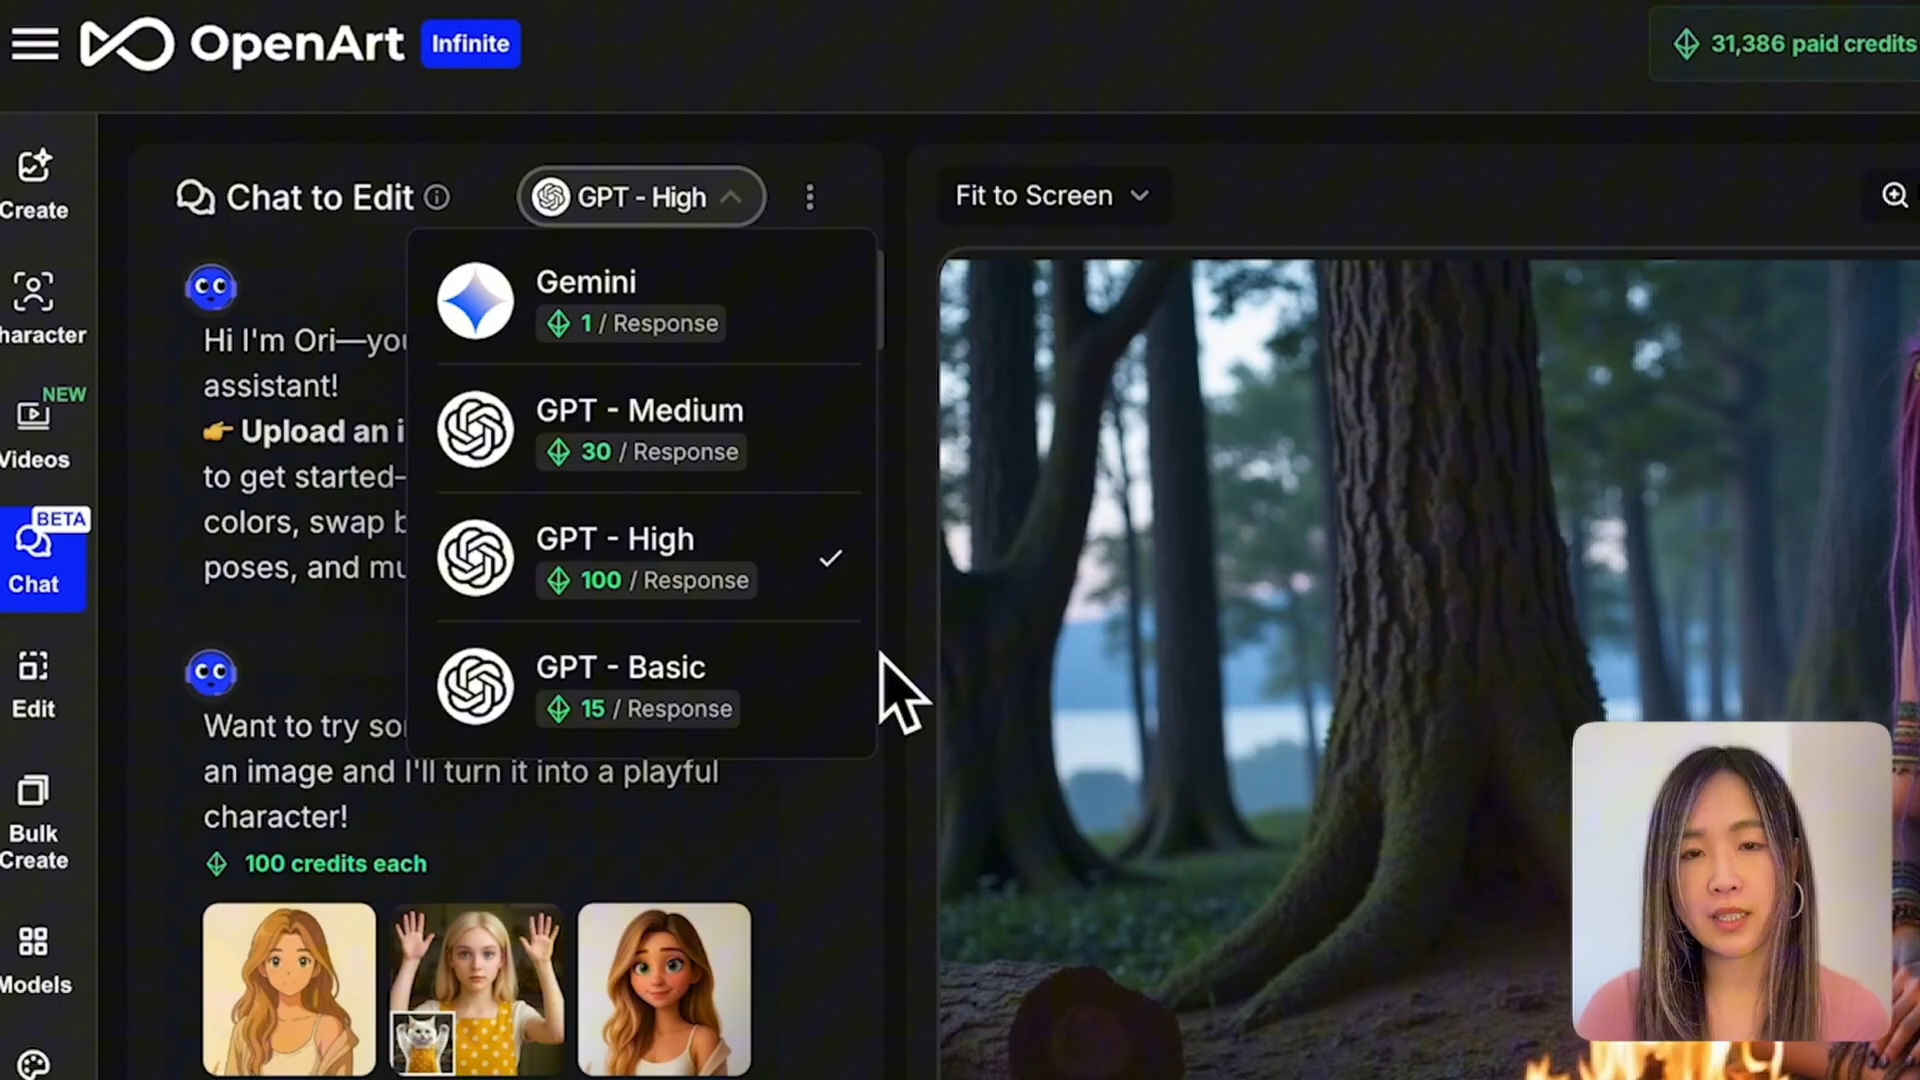 OpenArt
Infinite
31,386 paid credits
Create
haracter
NEW
Videos
BETA
Chat
Edit
Bulk
Create
Models
Chat to Edit
GPT - High
Hi I'm Ori—you
assistant!
👉 Upload an i
to get started-
colors, swap b
poses, and mu
Gemini
1 / Response
GPT - Medium
30 / Response
GPT - High
100 / Response
GPT - Basic
15 / Response
Want to try so
an image and I'll turn it into a playful
character!
100 credits each
Fit to Screen